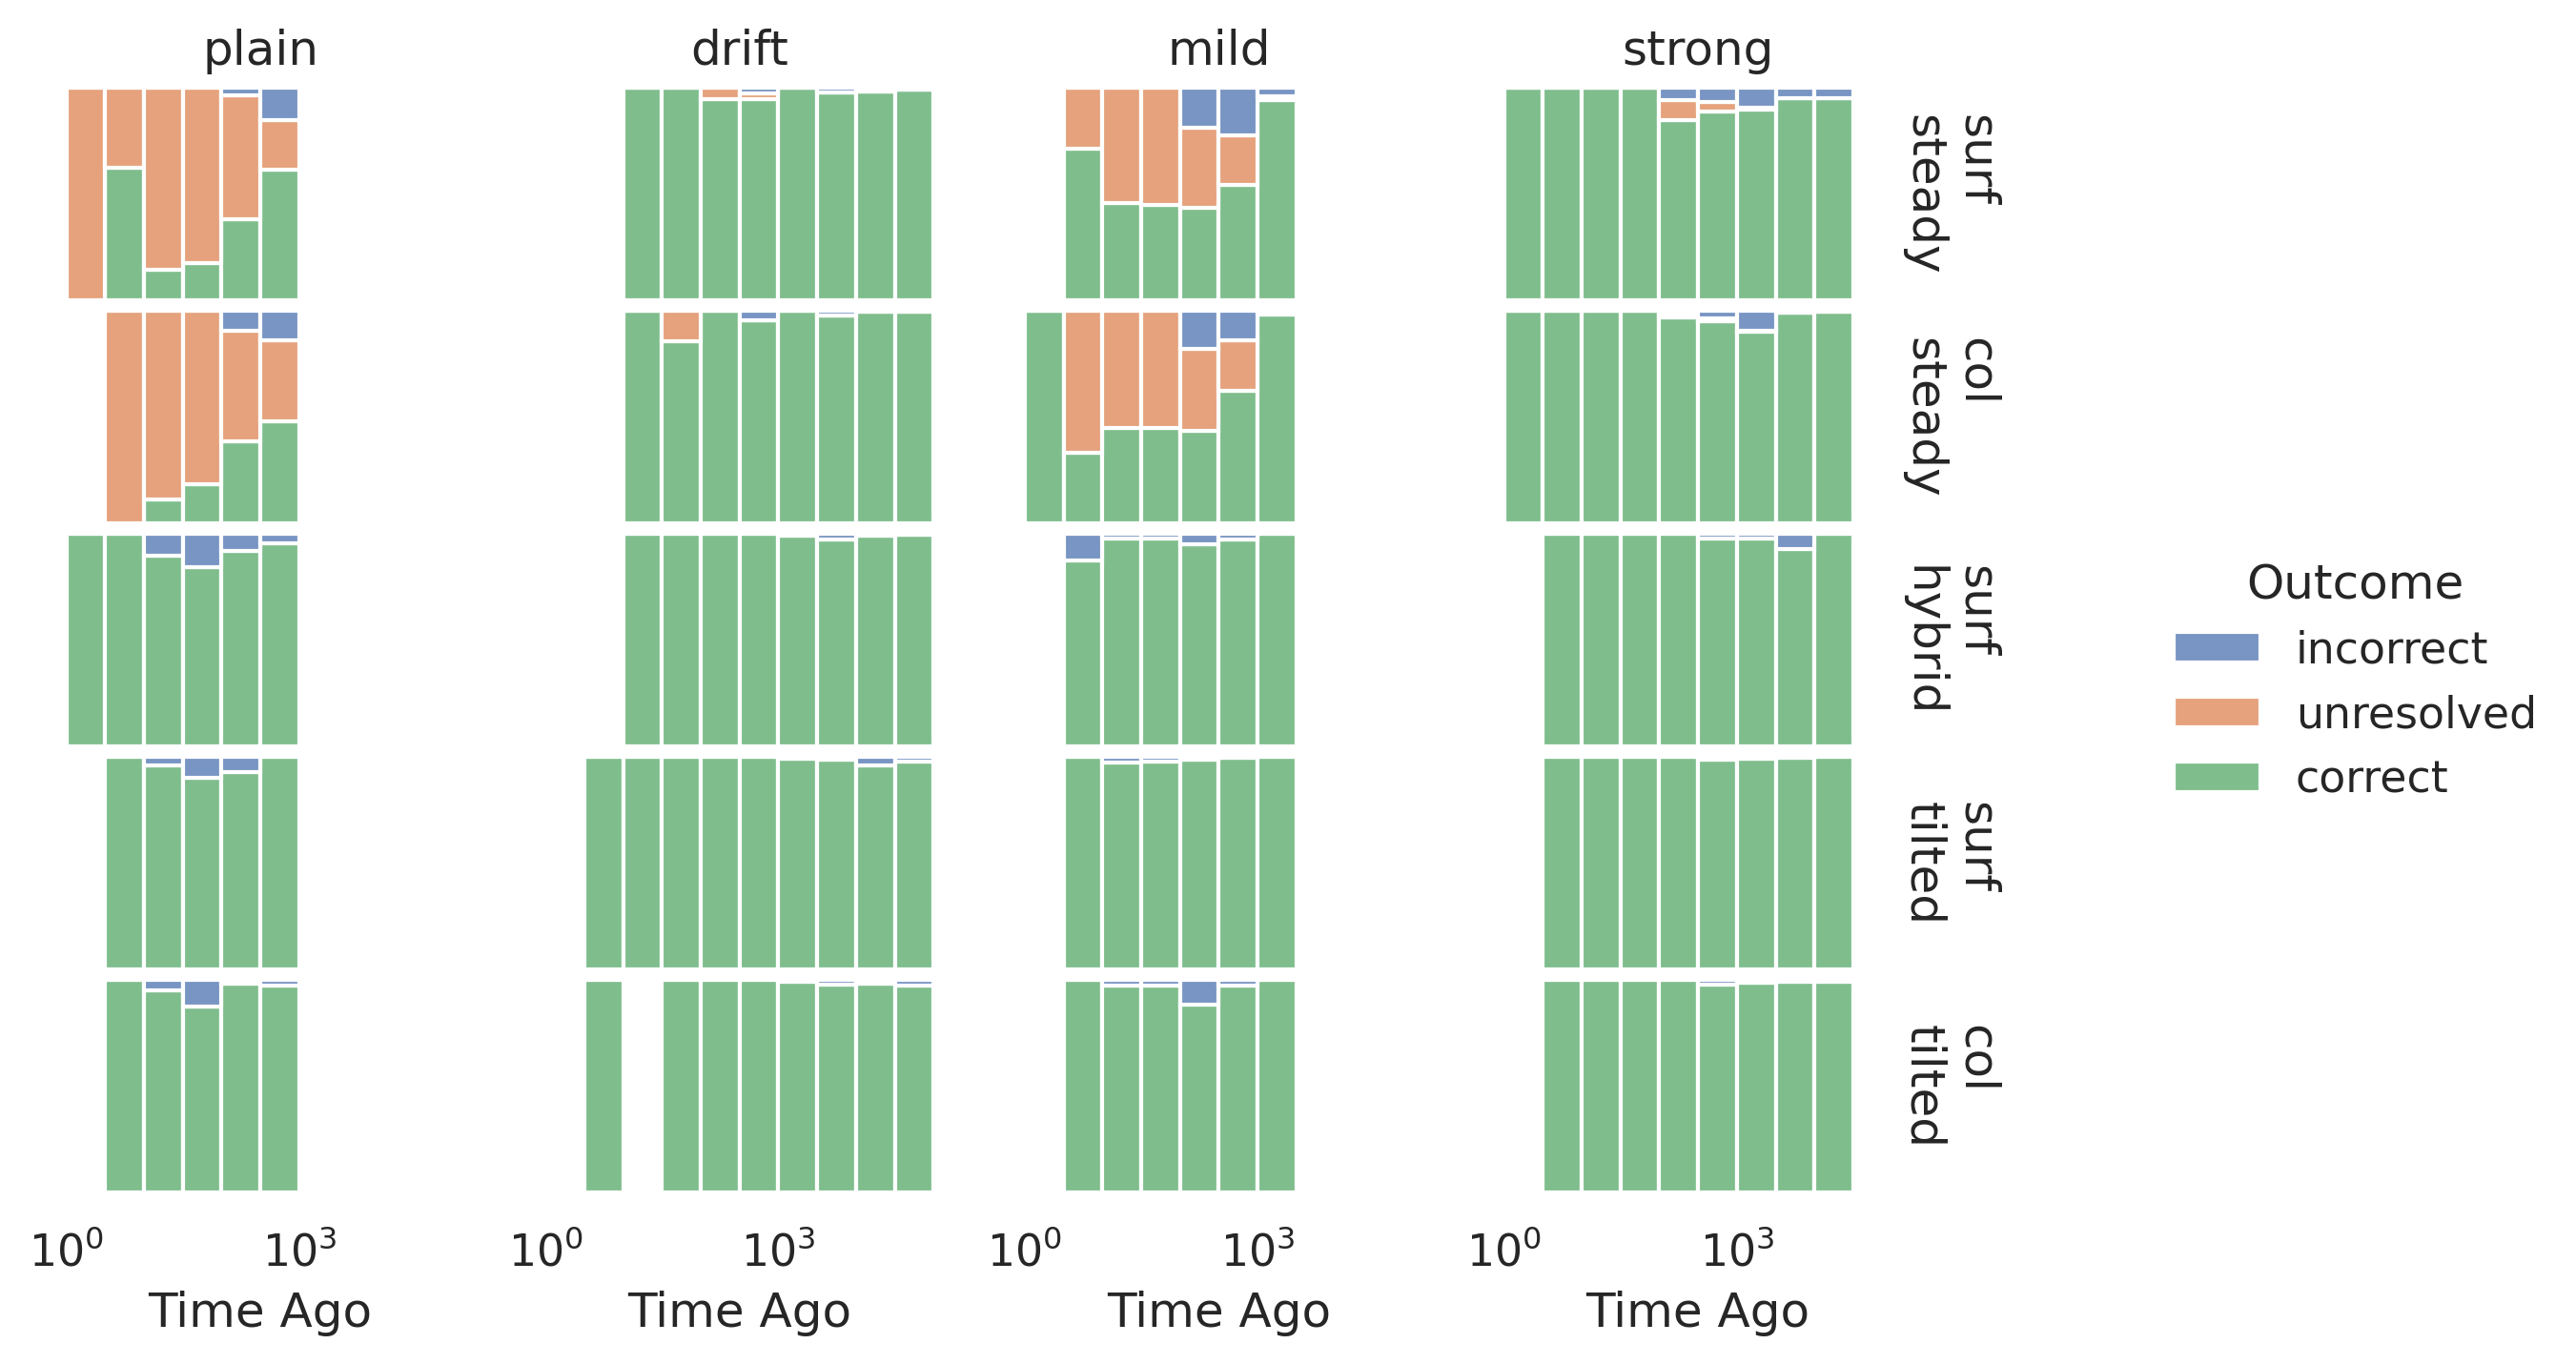 plain
drift
mild
strong
surf
steady
col
steady
surf
hybrid
surf
tilted
col
tilted
Outcome
incorrect
unresolved
correct
10⁰
10³
10⁰
10³
10⁰
10³
10⁰
10³
Time Ago
Time Ago
Time Ago
Time Ago